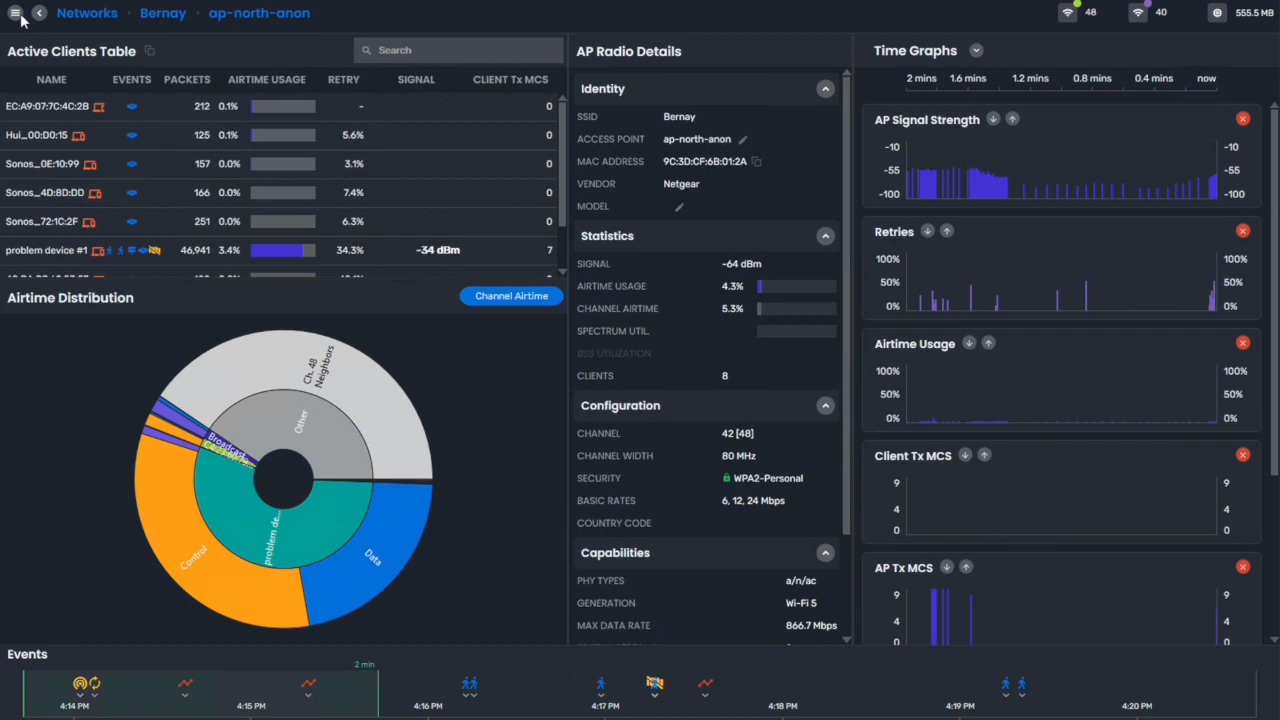 Networks Bernay ap-north-anon
48 40 555.5 MB
Active Clients Table
Search
NAME EVENTS PACKETS AIRTIME USAGE RETRY SIGNAL CLIENT Tx MCS
EC:A9:07:7C:4C:2B 212 0.1% - 0
Hui_00:D0:15 125 0.1% 5.6% 0
Sonos_0E:10:99 157 0.0% 3.1% 0
Sonos_4D:8D:DD 166 0.0% 7.4% 0
Sonos_72:1C:2F 251 0.0% 6.3% 0
problem device #1 46,941 3.4% 34.3% -34 dBm 7
Airtime Distribution
Channel Airtime
Ch. 48
Neighbors
Other
Broadcast
problem de...
Control
Data
AP Radio Details
Identity
SSID Bernay
ACCESS POINT ap-north-anon
MAC ADDRESS 9C:3D:CF:6B:01:2A
VENDOR Netgear
MODEL
Statistics
SIGNAL -64 dBm
AIRTIME USAGE 4.3%
CHANNEL AIRTIME 5.3%
SPECTRUM UTIL.
BSS UTILIZATION
CLIENTS 8
Configuration
CHANNEL 42 [48]
CHANNEL WIDTH 80 MHz
SECURITY WPA2-Personal
BASIC RATES 6, 12, 24 Mbps
COUNTRY CODE
Capabilities
PHY TYPES a/n/ac
GENERATION Wi-Fi 5
MAX DATA RATE 866.7 Mbps
Time Graphs
2 mins 1.6 mins 1.2 mins 0.8 mins 0.4 mins now
AP Signal Strength
-10 -10
-55 -55
-100 -100
Retries
100% 100%
50% 50%
0% 0%
Airtime Usage
100% 100%
50% 50%
0% 0%
Client Tx MCS
9 9
4 4
0 0
AP Tx MCS
9 9
4 4
0 0
Events
2 min
4:14 PM 4:15 PM 4:16 PM 4:17 PM 4:18 PM 4:19 PM 4:20 PM